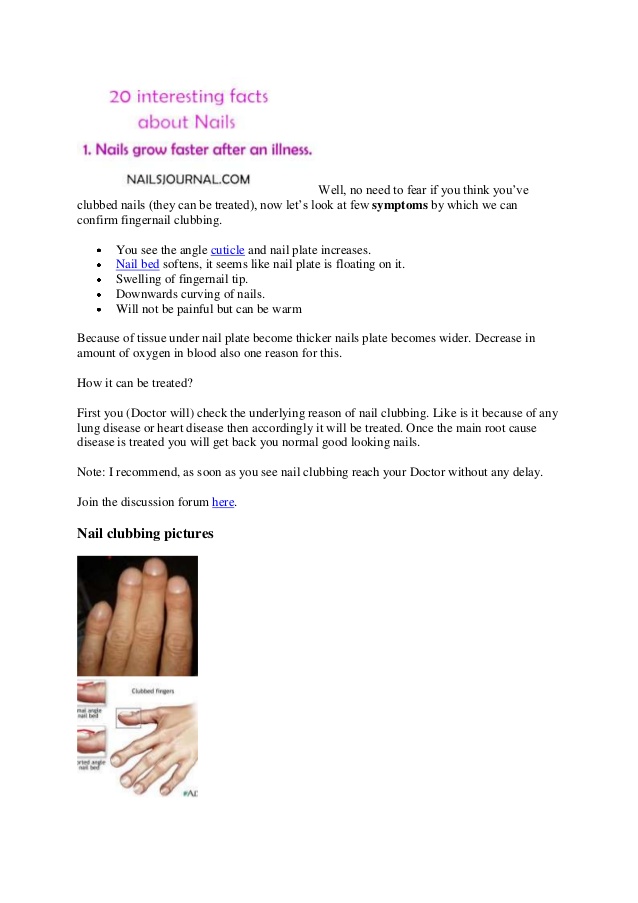 20 interesting facts
about Nails
1. Nails grow faster after an illness.
NAILSJOURNAL.COM
Well, no need to fear if you think you’ve
clubbed nails (they can be treated), now let’s look at few symptoms by which we can
confirm fingernail clubbing.
• You see the angle cuticle and nail plate increases.
• Nail bed softens, it seems like nail plate is floating on it.
• Swelling of fingernail tip.
• Downwards curving of nails.
• Will not be painful but can be warm
Because of tissue under nail plate become thicker nails plate becomes wider. Decrease in
amount of oxygen in blood also one reason for this.
How it can be treated?
First you (Doctor will) check the underlying reason of nail clubbing. Like is it because of any
lung disease or heart disease then accordingly it will be treated. Once the main root cause
disease is treated you will get back you normal good looking nails.
Note: I recommend, as soon as you see nail clubbing reach your Doctor without any delay.
Join the discussion forum here.
Nail clubbing pictures
Clubbed fingers
mal angle
nail bed
orted angle
nail bed